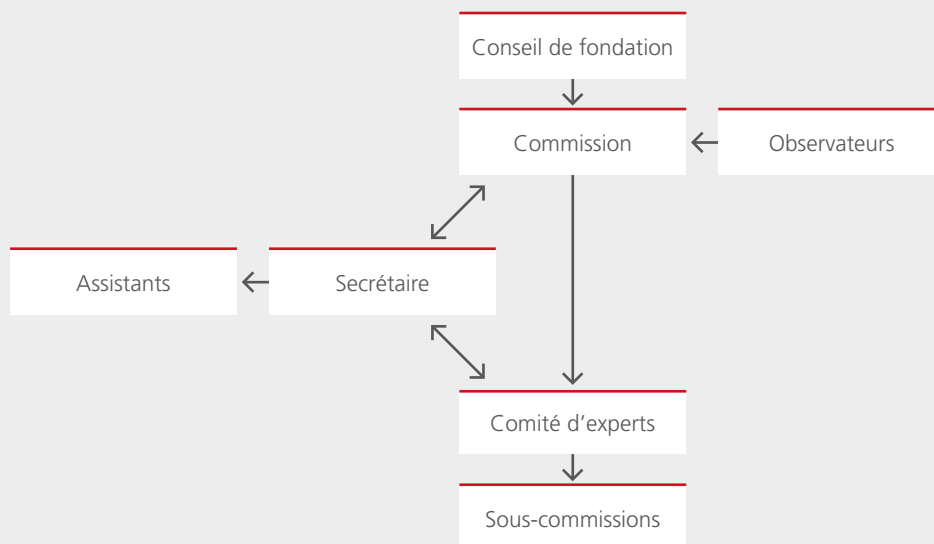 Conseil de fondation
Commission
Observateurs
Assistants
Secrétaire
Comité d’experts
Sous-commissions